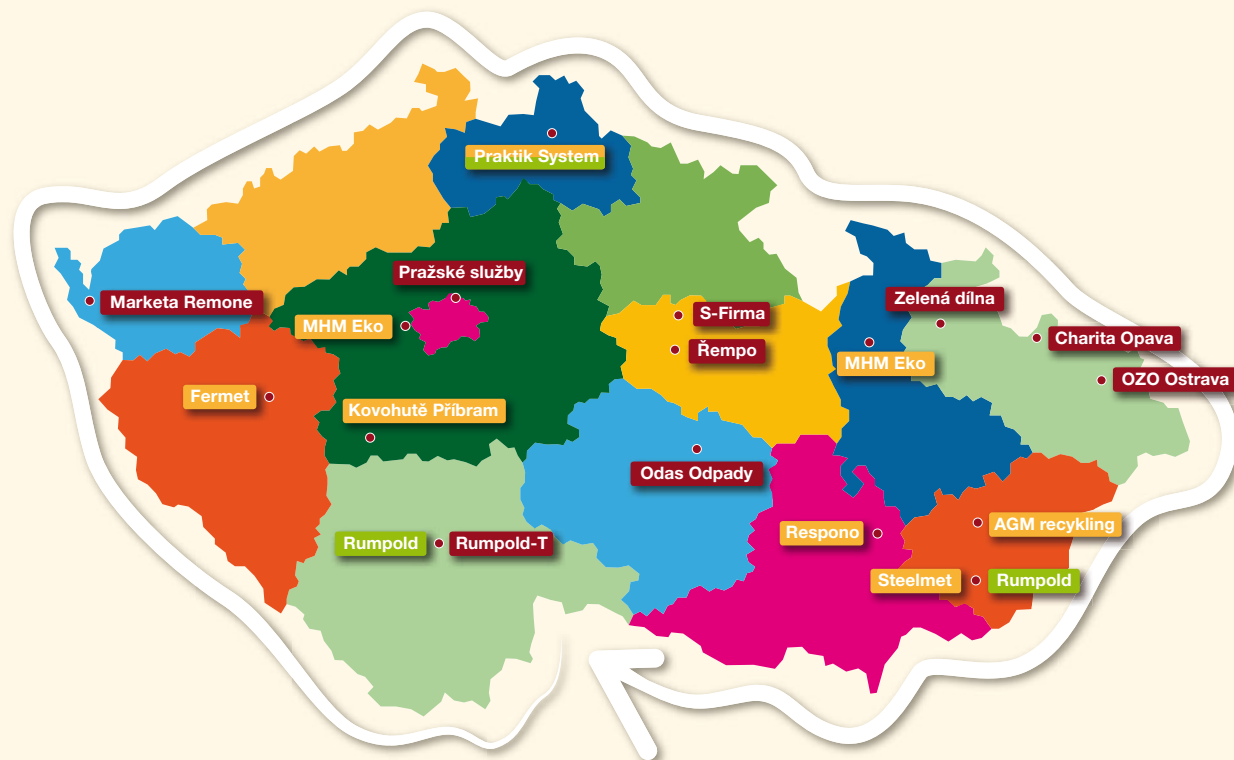 Praktik System
Pražské služby
Marketa Remone
Zelená dílna
S-Firma
MHM Eko
Charita Opava
Řempo
MHM Eko
OZO Ostrava
Fermet
Kovohutě Příbram
Odas Odpady
AGM recykling
Respono
Rumpold
Rumpold-T
Steelmet
Rumpold